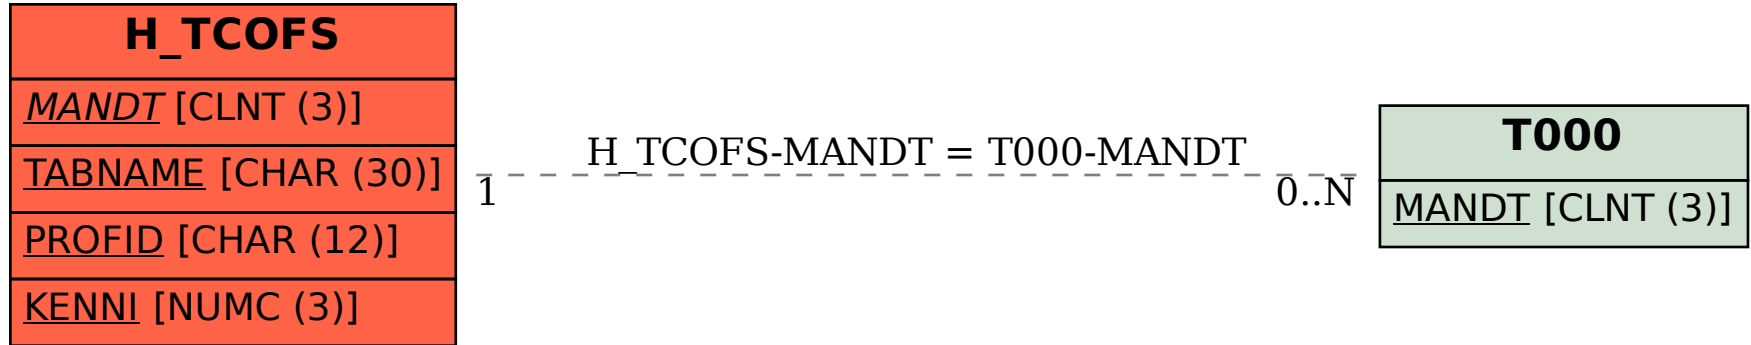 H_TCOFS
MANDT [CLNT (3)]
TABNAME [CHAR (30)]
PROFID [CHAR (12)]
KENNI [NUMC (3)]
H_TCOFS-MANDT = T000-MANDT
1
0..N
T000
MANDT [CLNT (3)]